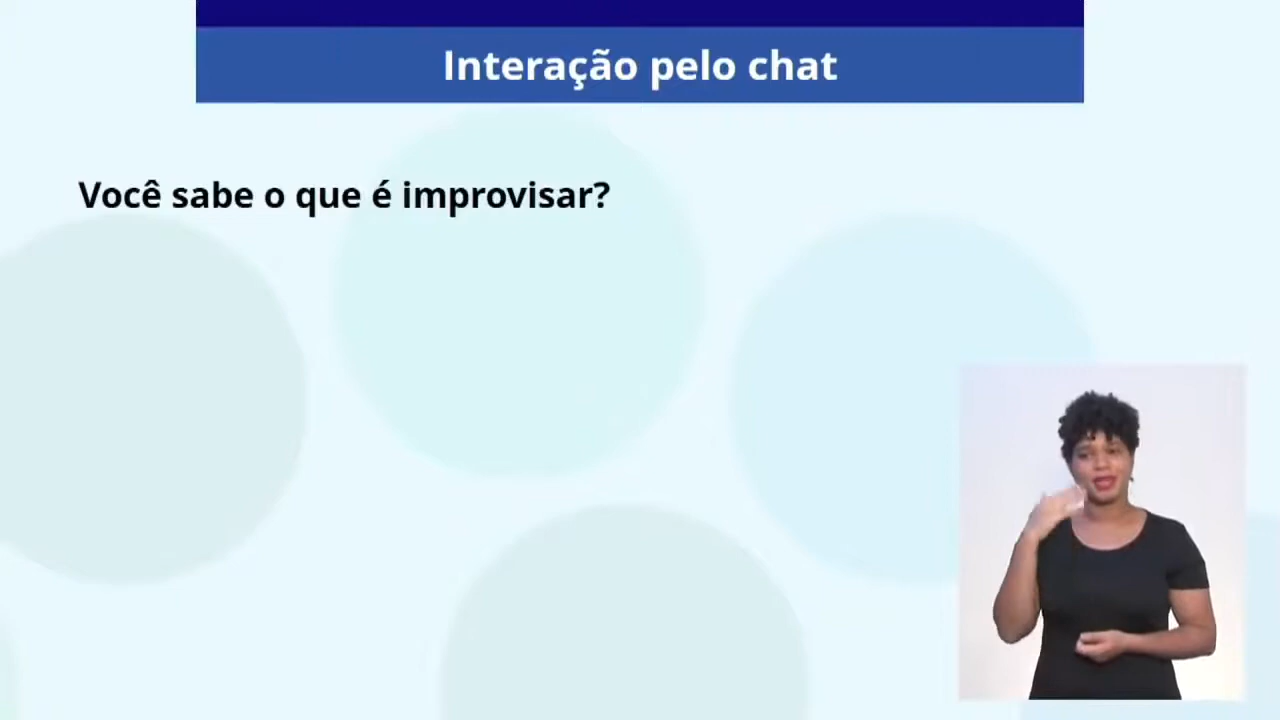 Interação pelo chat
Você sabe o que é improvisar?